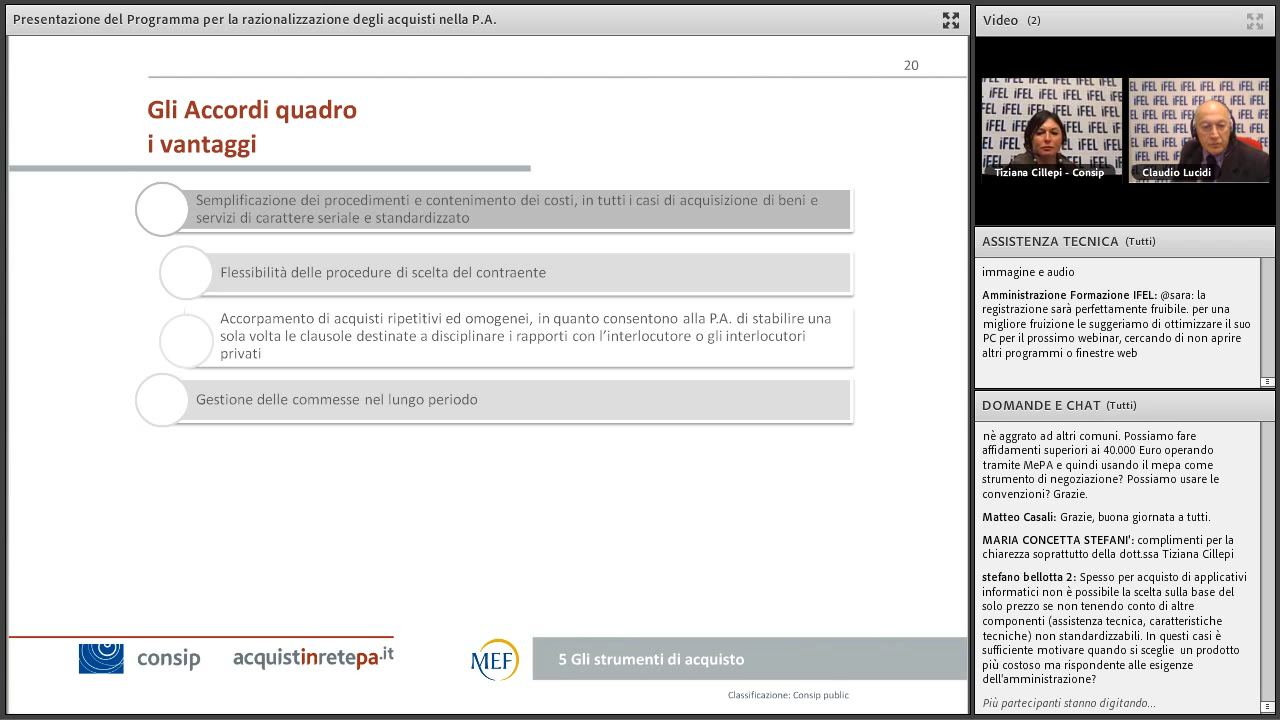 Presentazione del Programma per la razionalizzazione degli acquisti nella P.A.
20
Gli Accordi quadro
i vantaggi
Semplificazione dei procedimenti e contenimento dei costi, in tutti i casi di acquisizione di beni e
servizi di carattere seriale e standardizzato
Flessibilità delle procedure di scelta del contraente
Accorpamento di acquisti ripetitivi ed omogenei, in quanto consentono alla P.A. di stabilire una
sola volta le clausole destinate a disciplinare i rapporti con l'interlocutore o gli interlocutori
privati
Gestione delle commesse nel lungo periodo
consip
acquistinretepa.it
MEF
5 Gli strumenti di acquisto
Classificazione: Consip public
Video (2)
Tiziana Cillepi - Consip
Claudio Lucidi
ASSISTENZA TECNICA (Tutti)
immagine e audio
Amministrazione Formazione IFEL: @sara: la
registrazione sarà perfettamente fruibile. per una
migliore fruizione le suggeriamo di ottimizzare il suo
PC per il prossimo webinar, cercando di non aprire
altri programmi o finestre web
DOMANDE E CHAT (Tutti)
nè aggrato ad altri comuni. Possiamo fare
affidamenti superiori ai 40.000 Euro operando
tramite MePA e quindi usando il mepa come
strumento di negoziazione? Possiamo usare le
convenzioni? Grazie.
Matteo Casali: Grazie, buona giornata a tutti.
MARIA CONCETTA STEFANI': complimenti per la
chiarezza soprattutto della dott.ssa Tiziana Cillepi
stefano bellotta 2: Spesso per acquisto di applicativi
informatici non è possibile la scelta sulla base del
solo prezzo se non tenendo conto di altre
componenti (assistenza tecnica, caratteristiche
tecniche) non standardizzabili. In questi casi è
sufficiente motivare quando si sceglie un prodotto
più costoso ma rispondente alle esigenze
dell'amministrazione?
Più partecipanti stanno digitando...